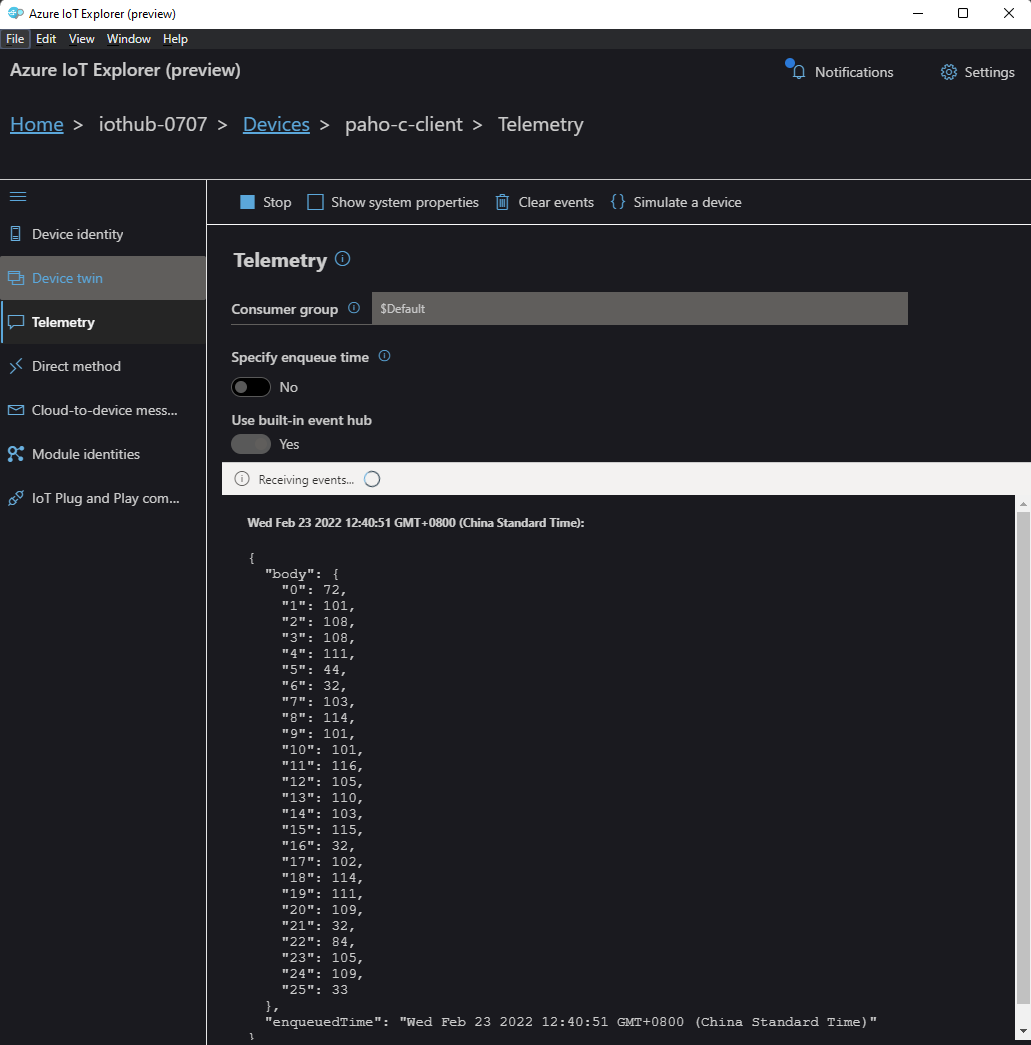 Azure IoT Explorer (preview)
File Edit View Window Help
Azure IoT Explorer (preview)
Notifications
Settings
Home > iothub-0707 > Devices > paho-c-client > Telemetry
Stop
Show system properties
Clear events
{} Simulate a device
Device identity
Device twin
Telemetry
Direct method
Cloud-to-device mess...
Module identities
IoT Plug and Play com...
Telemetry
Consumer group
$Default
Specify enqueue time
No
Use built-in event hub
Yes
Receiving events...
Wed Feb 23 2022 12:40:51 GMT+0800 (China Standard Time):
{
"body": {
"0": 72,
"1": 101,
"2": 108,
"3": 108,
"4": 111,
"5": 44,
"6": 32,
"7": 103,
"8": 114,
"9": 101,
"10": 101,
"11": 116,
"12": 105,
"13": 110,
"14": 103,
"15": 115,
"16": 32,
"17": 102,
"18": 114,
"19": 111,
"20": 109,
"21": 32,
"22": 84,
"23": 105,
"24": 109,
"25": 33
},
"enqueuedTime": "Wed Feb 23 2022 12:40:51 GMT+0800 (China Standard Time)"
}